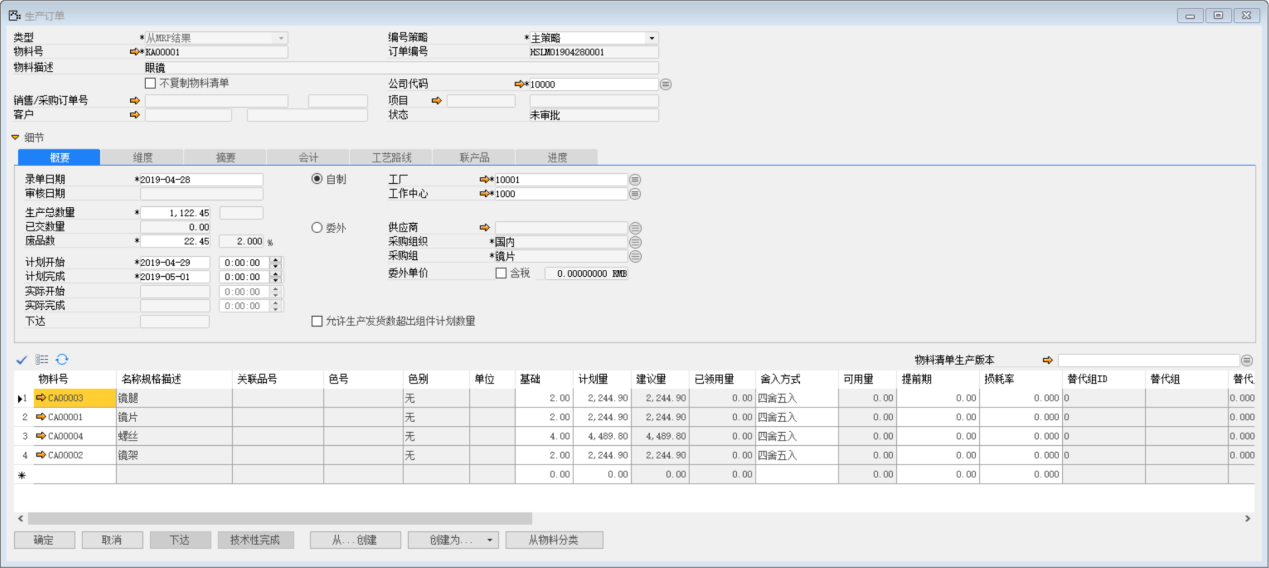 生产订单
类型 *从MRP结果 编号策略 *主策略
物料号 *KA00001 订单编号 HSLMO1904280001
物料描述 眼镜
不复制物料清单 公司代码 *10000
销售/采购订单号 项目
客户 状态 未审批
细节
概要 维度 摘要 会计 工艺路线 联产品 进度
录单日期 *2019-04-28 自制 工厂 *10001
审核日期 工作中心 *1000
生产总数量 * 1,122.45
已交数量 0.00 委外 供应商
废品数 * 22.45 2.000 % 采购组织 *国内
采购组 *镜片
计划开始 *2019-04-29 0:00:00
计划完成 *2019-05-01 0:00:00 委外单价 含税 0.00000000 RMB
实际开始 0:00:00
实际完成 0:00:00
下达 允许生产发货数超出组件计划数量
物料清单生产版本
物料号 名称规格描述 关联品号 色号 色别 单位 基础 计划量 建议量 已领用量 舍入方式 可用量 提前期 损耗率 替代组ID 替代组 替代
1 CA00003 镜腿 无 2.00 2,244.90 2,244.90 0.00 四舍五入 0.00 0.00 0.000 0 0.000
2 CA00001 镜片 无 2.00 2,244.90 2,244.90 0.00 四舍五入 0.00 0.00 0.000 0 0.000
3 CA00004 螺丝 无 4.00 4,489.80 4,489.80 0.00 四舍五入 0.00 0.00 0.000 0 0.000
4 CA00002 镜架 无 2.00 2,244.90 2,244.90 0.00 四舍五入 0.00 0.00 0.000 0 0.000
* 0.00 0.00 0.00 0.00 0.00 0.00 0.000
确定 取消 下达 技术性完成 从...创建 创建为... 从物料分类